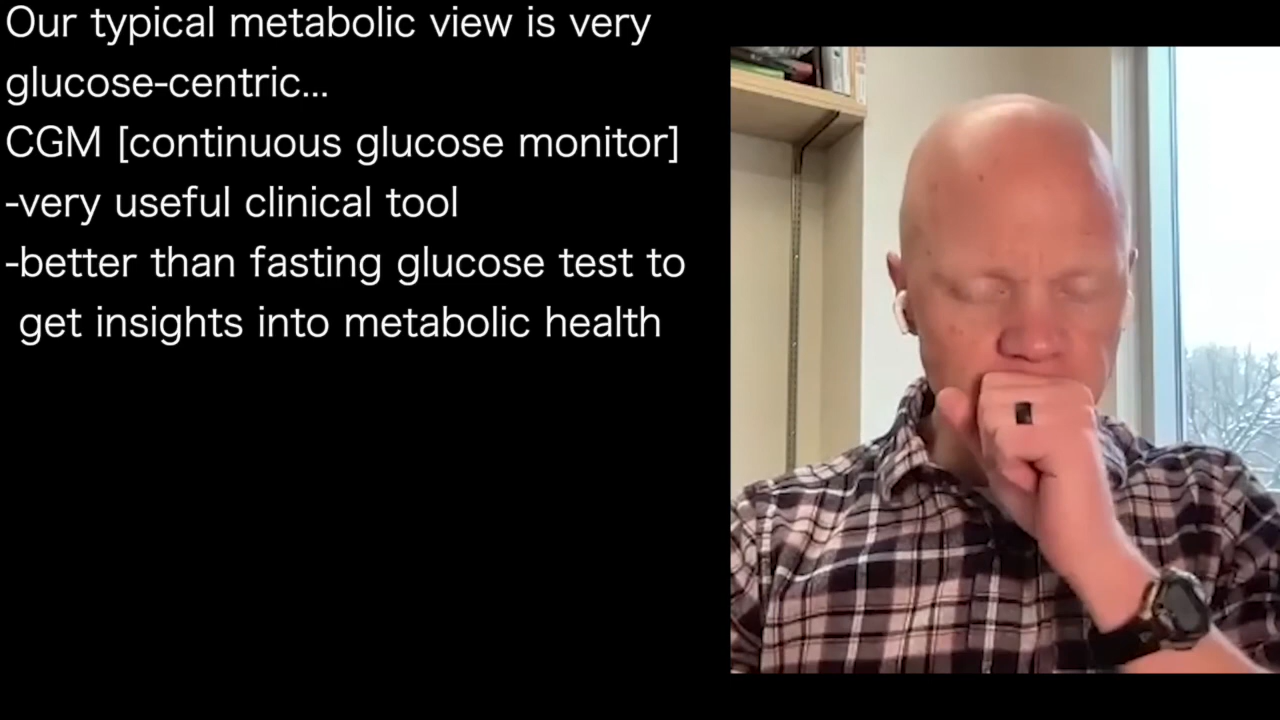 Our typical metabolic view is very
glucose-centric...
CGM [continuous glucose monitor]
-very useful clinical tool
-better than fasting glucose test to
get insights into metabolic health